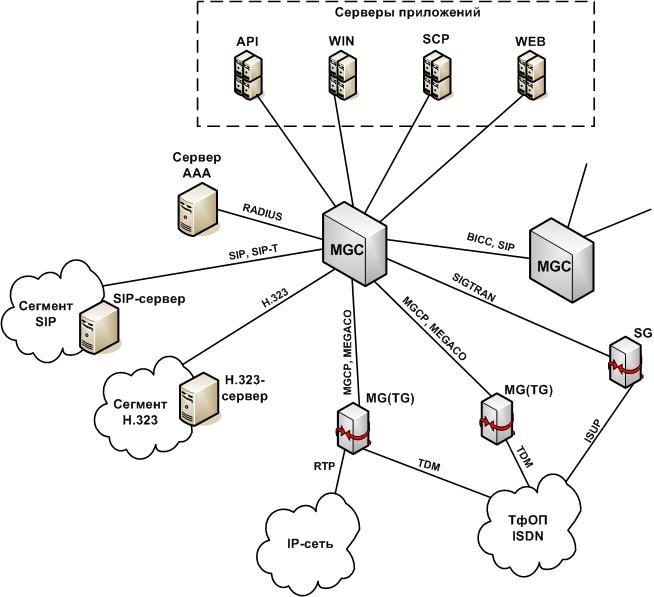 Серверы приложений
API
WIN
SCP
WEB
Сервер
AAA
RADIUS
MGC
BICC, SIP
MGC
SIP, SIP-T
SIGTRAN
Сегмент
SIP
SIP-сервер
H.323
MGCP, MEGACO
MGCP, MEGACO
SG
Сегмент
H.323
H.323-
сервер
MG(TG)
MG(TG)
ISUP
RTP
TDM
TDM
IP-сеть
ТфОП
ISDN